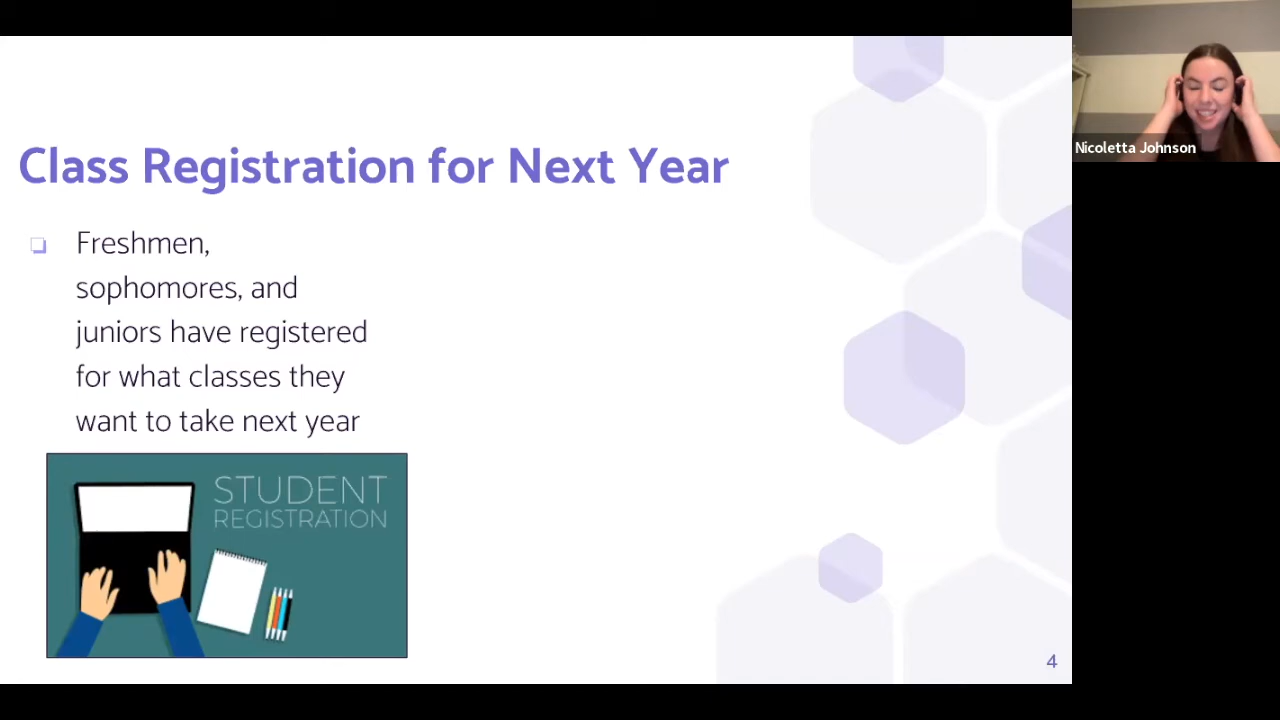 Class Registration for Next Year
Freshmen,
sophomores, and
juniors have registered
for what classes they
want to take next year
STUDENT
REGISTRATION
4
Nicoletta Johnson